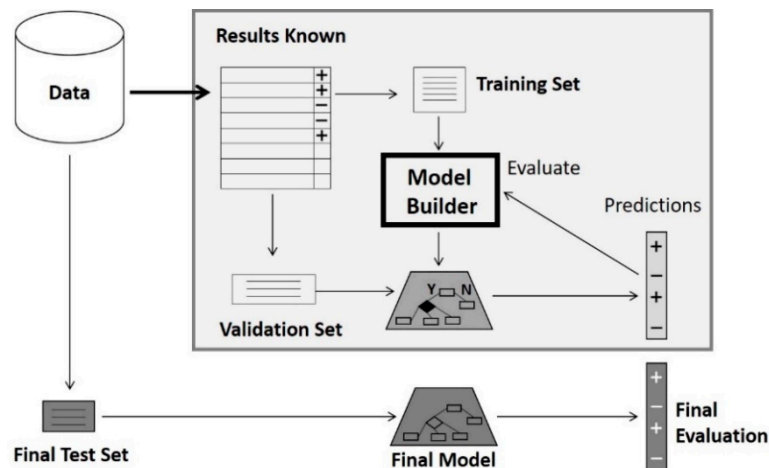 Results Known
Data
+
+
−
−
+
Training Set
Model
Builder
Evaluate
Predictions
+
−
+
−
Y N
Validation Set
+
−
+
−
Final
Evaluation
Final Test Set
Final Model